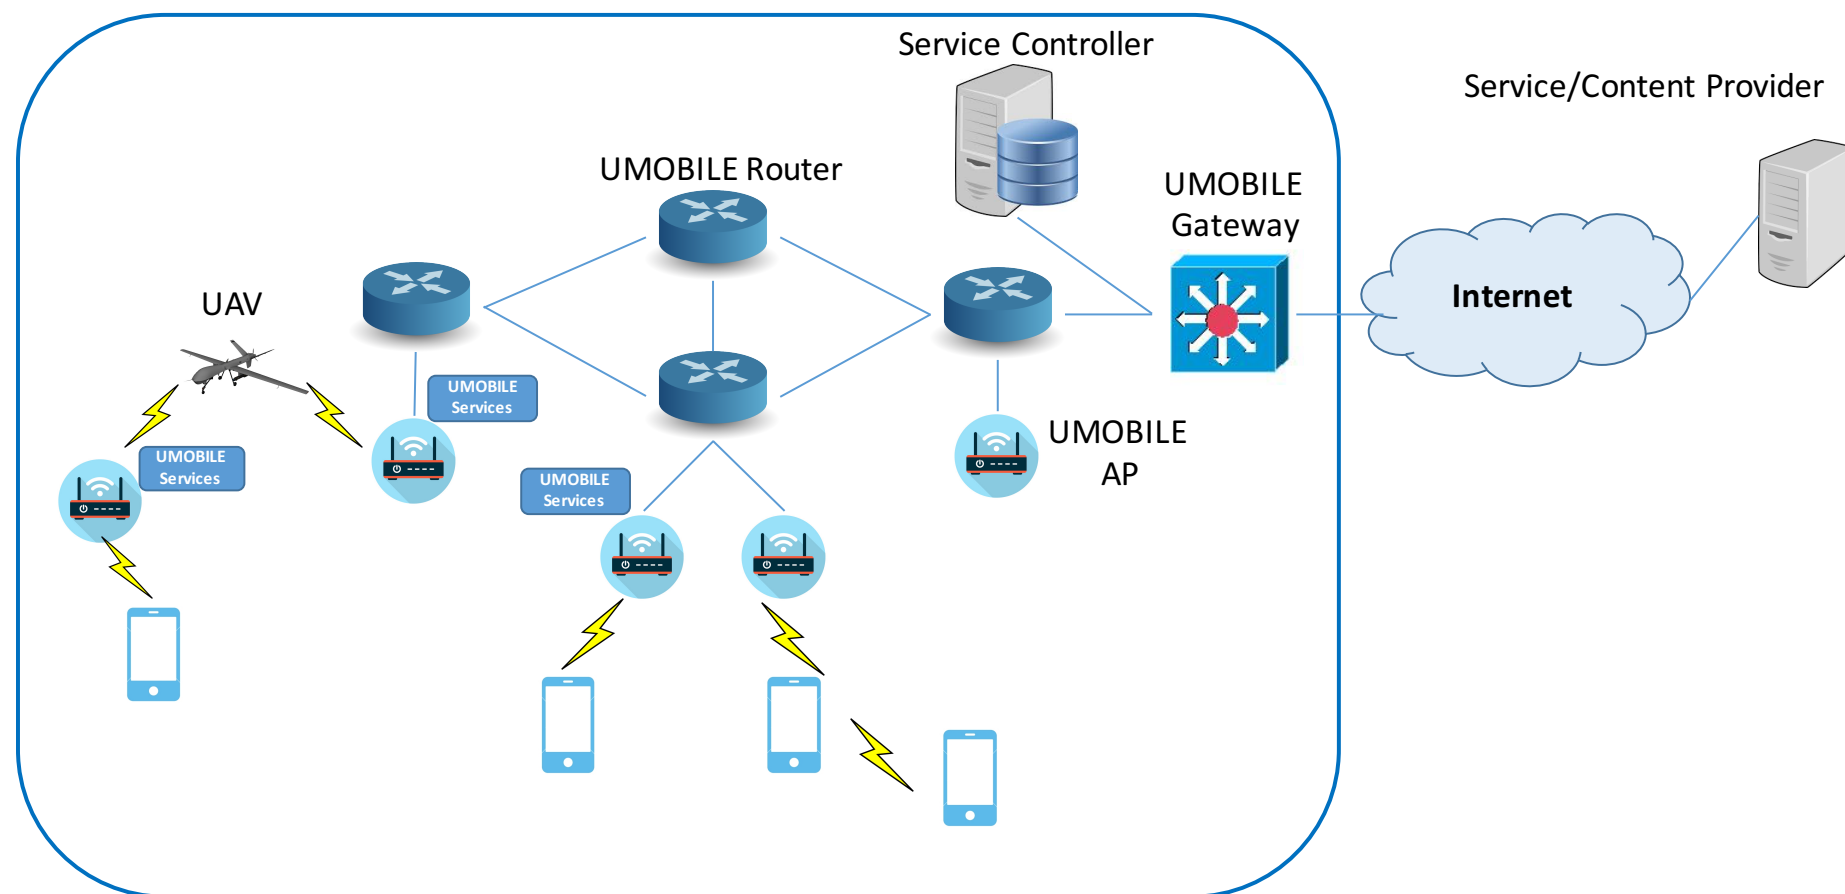 Service Controller
Service/Content Provider
UMOBILE Router
UMOBILE
Gateway
UAV
Internet
UMOBILE
Services
UMOBILE
AP
UMOBILE
Services
UMOBILE
Services